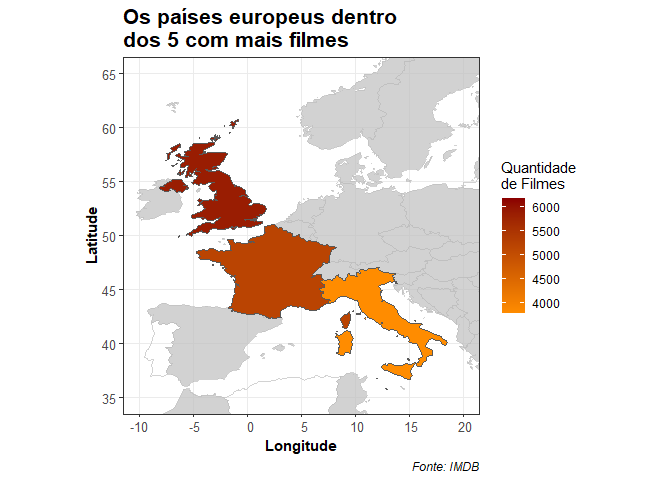 Os países europeus dentro
dos 5 com mais filmes
65
60
55
50
45
40
35
Latitude
-10
-5
0
5
10
15
20
Longitude
Quantidade
de Filmes
6000
5500
5000
4500
4000
Fonte: IMDB